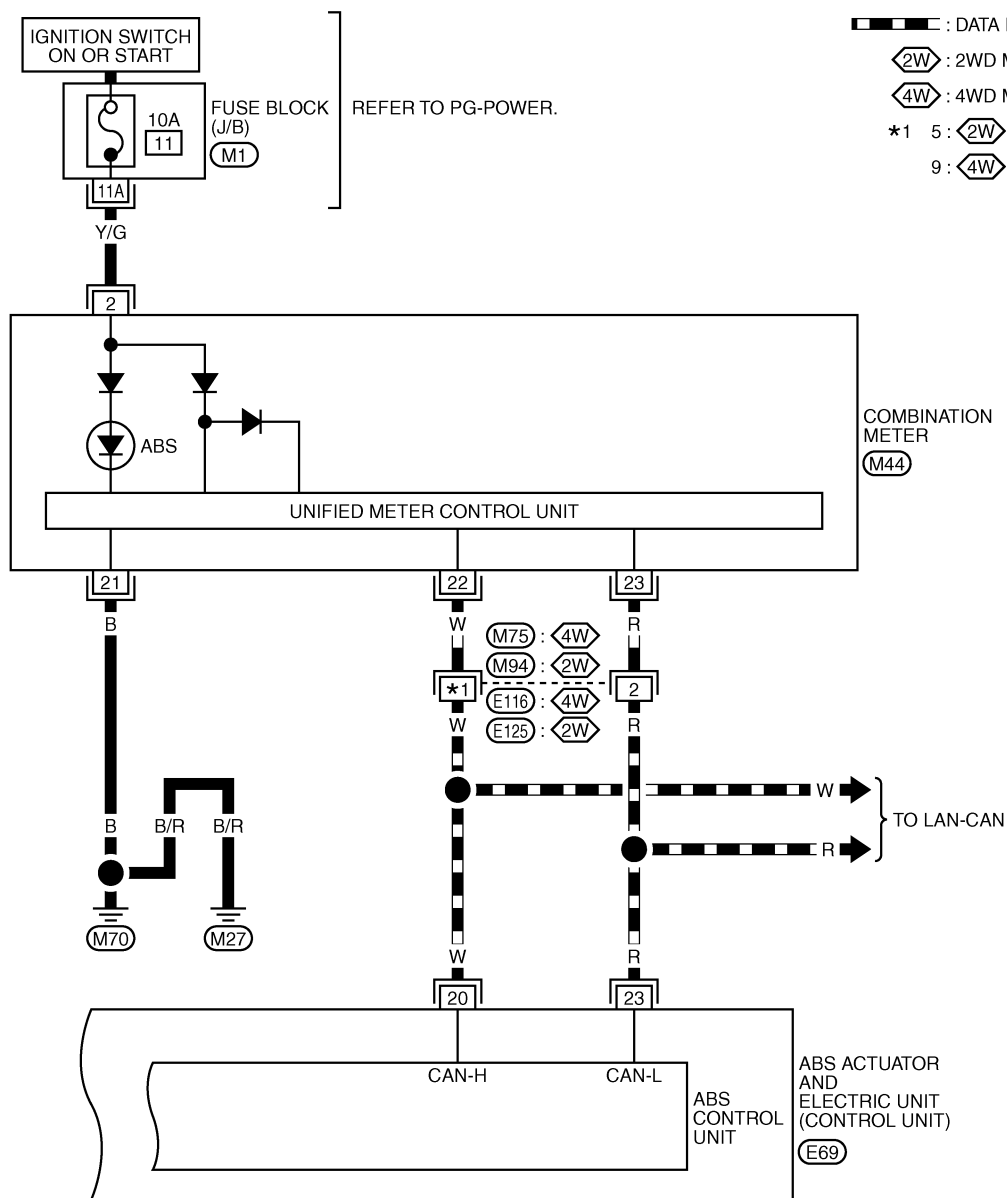 IGNITION SWITCH
ON OR START
10A
11
FUSE BLOCK
(J/B)
M1
REFER TO PG-POWER.
: DATA
2W : 2WD
4W : 4WD
*1 5 : 2W
9 : 4W
11A
Y/G
2
ABS
UNIFIED METER CONTROL UNIT
COMBINATION
METER
M44
21
22
23
B
W
R
M75 : 4W
M94 : 2W
*1
2
E116 : 4W
E125 : 2W
W
R
W
TO LAN-CAN
R
B
B/R
B/R
M70
M27
W
R
20
23
CAN-H
CAN-L
ABS
CONTROL
UNIT
ABS ACTUATOR
AND
ELECTRIC UNIT
(CONTROL UNIT)
E69